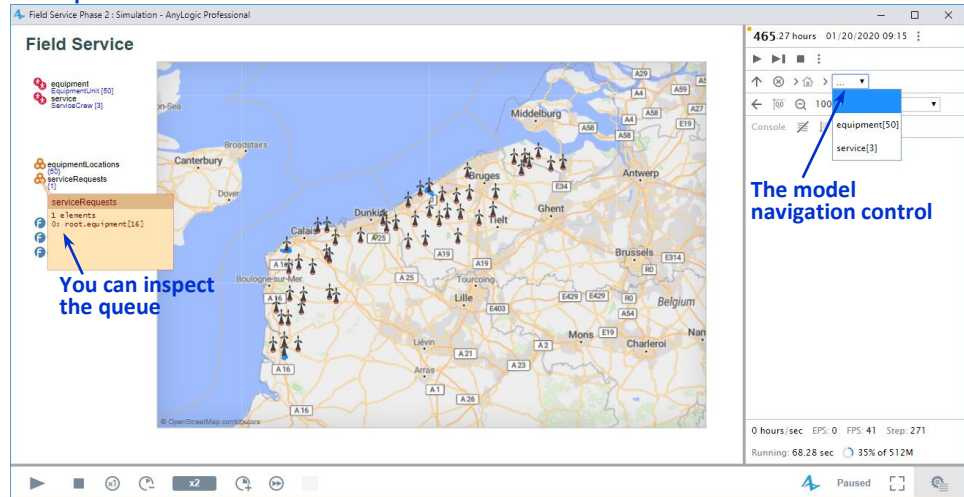 Field Service Phase 2 : Simulation - AnyLogic Professional
Field Service
equipment
EquipmentUnit [50]
service
ServiceCrew [3]
equipmentLocations
serviceRequests
[1]
serviceRequests
1 elements
0: root.equipment[16]
You can inspect
the queue
Middelburg
A29
A4
A59
A58
A4
A27
A58
A58
E19
Broadstairs
Canterbury
Bruges
Antwerp
E34
Dover
Dunkirk
Tielt
Ghent
Calais
A25
A19
Brussels
E314
A16
A19
R0
Boulogne-sur-Mer
A25
Tourcoing
A16
Lille
E429
E429
R0
Belgium
E403
A54
Mons
E19
Nan
Liévin
A2
Charleroi
A21
A16
Arras
A23
A1
A26
A16
© OpenStreetMap contributors
465.27 hours 01/20/2020 09:15
...
100
Console
equipment[50]
service[3]
The model
navigation control
0 hours/sec EPS: 0 FPS: 41 Step: 271
Running: 68.28 sec 35% of 512M
x1
x2
Paused